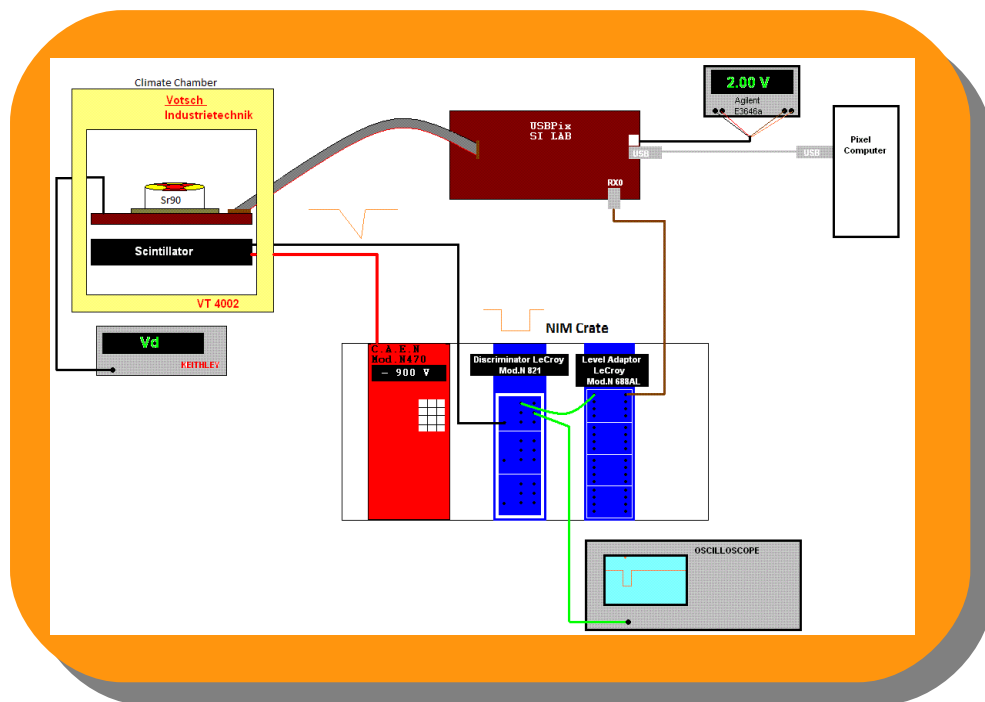 Climate Chamber
Votsch
Industrietechnik
Sr90
Scintillator
VT 4002
Vd
KEITHLEY
USBPix
SI LAB
USB
RX0
2.00 V
Agilent
E3646a
USB
Pixel
Computer
NIM Crate
C.A.E.N
Mod.N470
- 900 V
Discriminator LeCroy
Mod.N 821
Level Adaptor
LeCroy
Mod.N 688AL
OSCILLOSCOPE